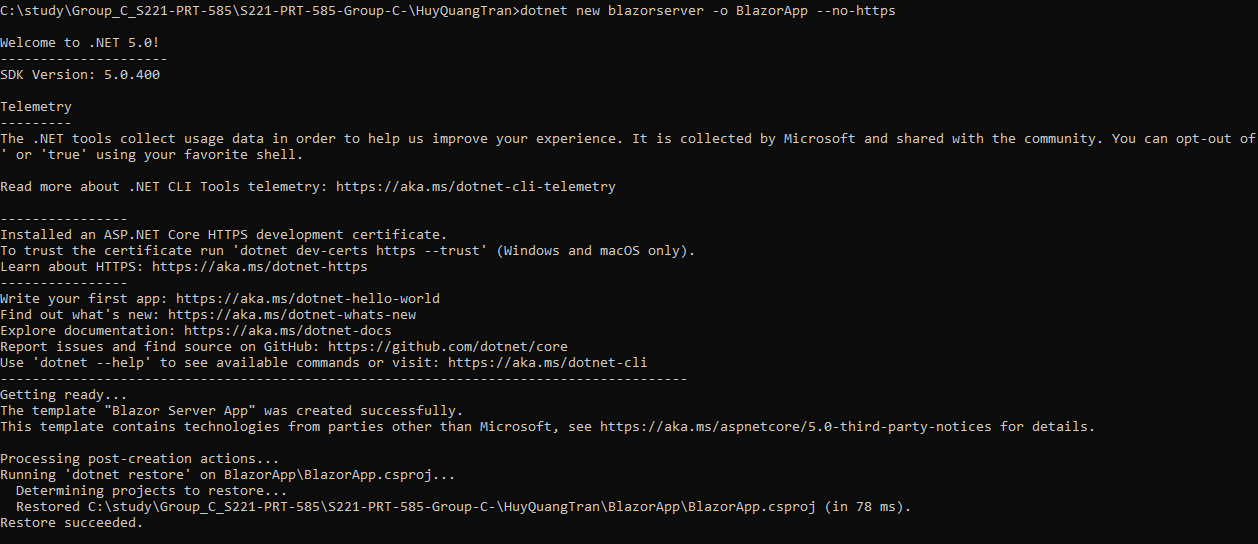 C:\study\Group_C_S221-PRT-585\S221-PRT-585-Group-C-\HuyQuangTran>dotnet new blazorserver -o BlazorApp --no-https
Welcome to .NET 5.0!
---------------------
SDK Version: 5.0.400
Telemetry
---------
The .NET tools collect usage data in order to help us improve your experience. It is collected by Microsoft and shared with the community. You can opt-out of
' or 'true' using your favorite shell.
Read more about .NET CLI Tools telemetry: https://aka.ms/dotnet-cli-telemetry
----------------
Installed an ASP.NET Core HTTPS development certificate.
To trust the certificate run 'dotnet dev-certs https --trust' (Windows and macOS only).
Learn about HTTPS: https://aka.ms/dotnet-https
----------------
Write your first app: https://aka.ms/dotnet-hello-world
Find out what's new: https://aka.ms/dotnet-whats-new
Explore documentation: https://aka.ms/dotnet-docs
Report issues and find source on GitHub: https://github.com/dotnet/core
Use 'dotnet --help' to see available commands or visit: https://aka.ms/dotnet-cli
--------------------------------------------------------------------------------------
Getting ready...
The template "Blazor Server App" was created successfully.
This template contains technologies from parties other than Microsoft, see https://aka.ms/aspnetcore/5.0-third-party-notices for details.
Processing post-creation actions...
Running 'dotnet restore' on BlazorApp\BlazorApp.csproj...
  Determining projects to restore...
  Restored C:\study\Group_C_S221-PRT-585\S221-PRT-585-Group-C-\HuyQuangTran\BlazorApp\BlazorApp.csproj (in 78 ms).
Restore succeeded.